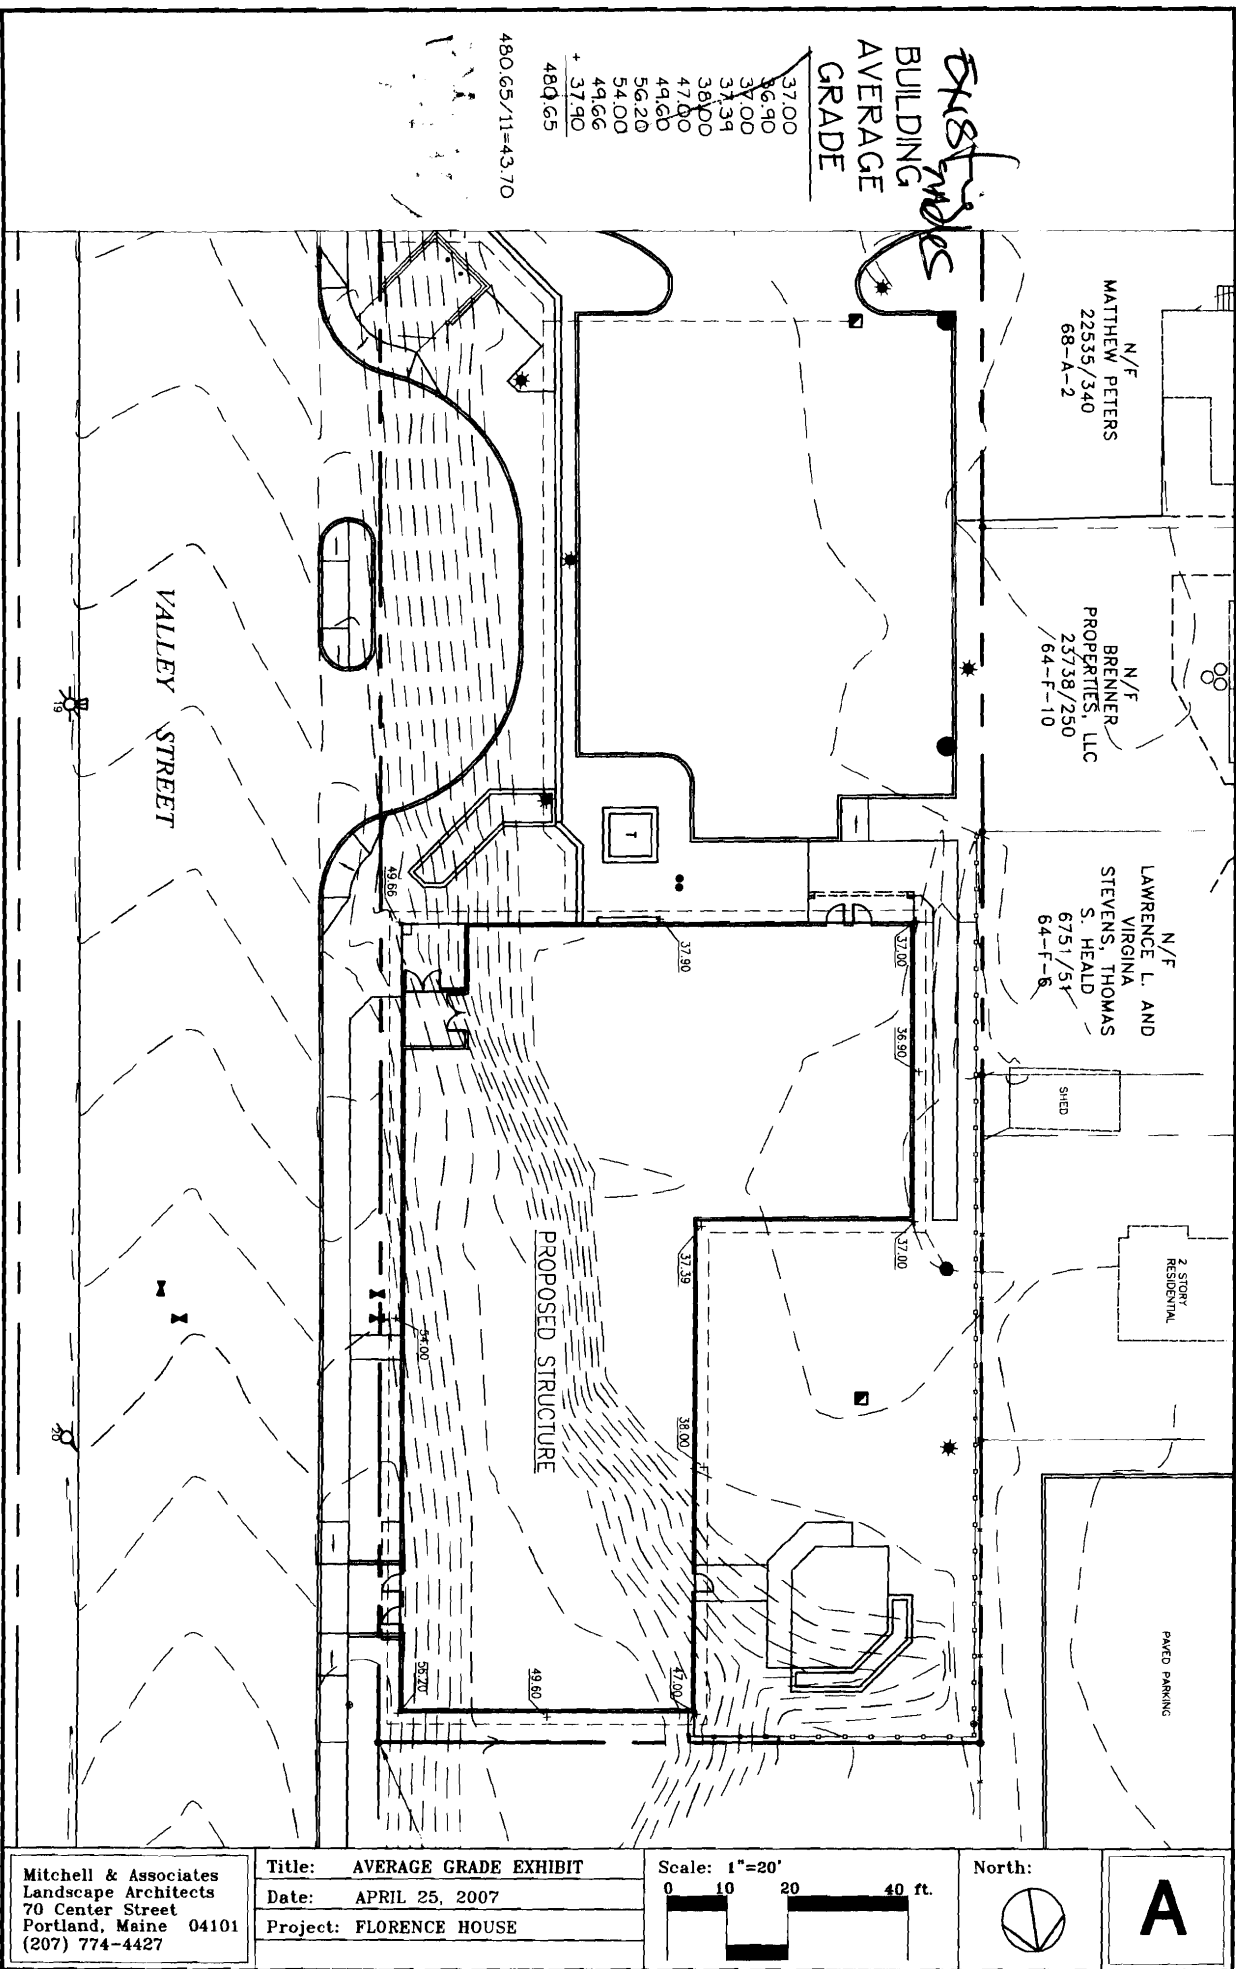 Existing
grades
BUILDING
AVERAGE
GRADE
37.00
36.90
37.00
37.39
38.00
47.00
49.60
56.20
54.00
49.66
+ 37.90
480.65
480.65/11=43.70
N/F
MATTHEW PETERS
22535/340
68-A-2
N/F
BRENNER
PROPERTIES, LLC
23738/250
64-F-10
N/F
LAWRENCE L. AND
VIRGINA
STEVENS, THOMAS
S. HEALD
6751/51
64-F-6
SHED
2 STORY
RESIDENTIAL
PAVED PARKING
VALLEY STREET
19
20
T
49.66
37.90
37.00
36.90
37.00
37.39
38.00
54.00
56.20
49.60
47.00
PROPOSED STRUCTURE
Mitchell & Associates
Landscape Architects
70 Center Street
Portland, Maine 04101
(207) 774-4427
Title: AVERAGE GRADE EXHIBIT
Date: APRIL 25, 2007
Project: FLORENCE HOUSE
Scale: 1"=20'
0 10 20 40 ft.
North:
A